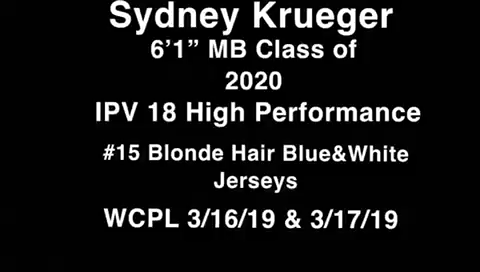 Sydney Krueger
6’1” MB Class of
2020
IPV 18 High Performance
#15 Blonde Hair Blue&White
Jerseys
WCPL 3/16/19 & 3/17/19